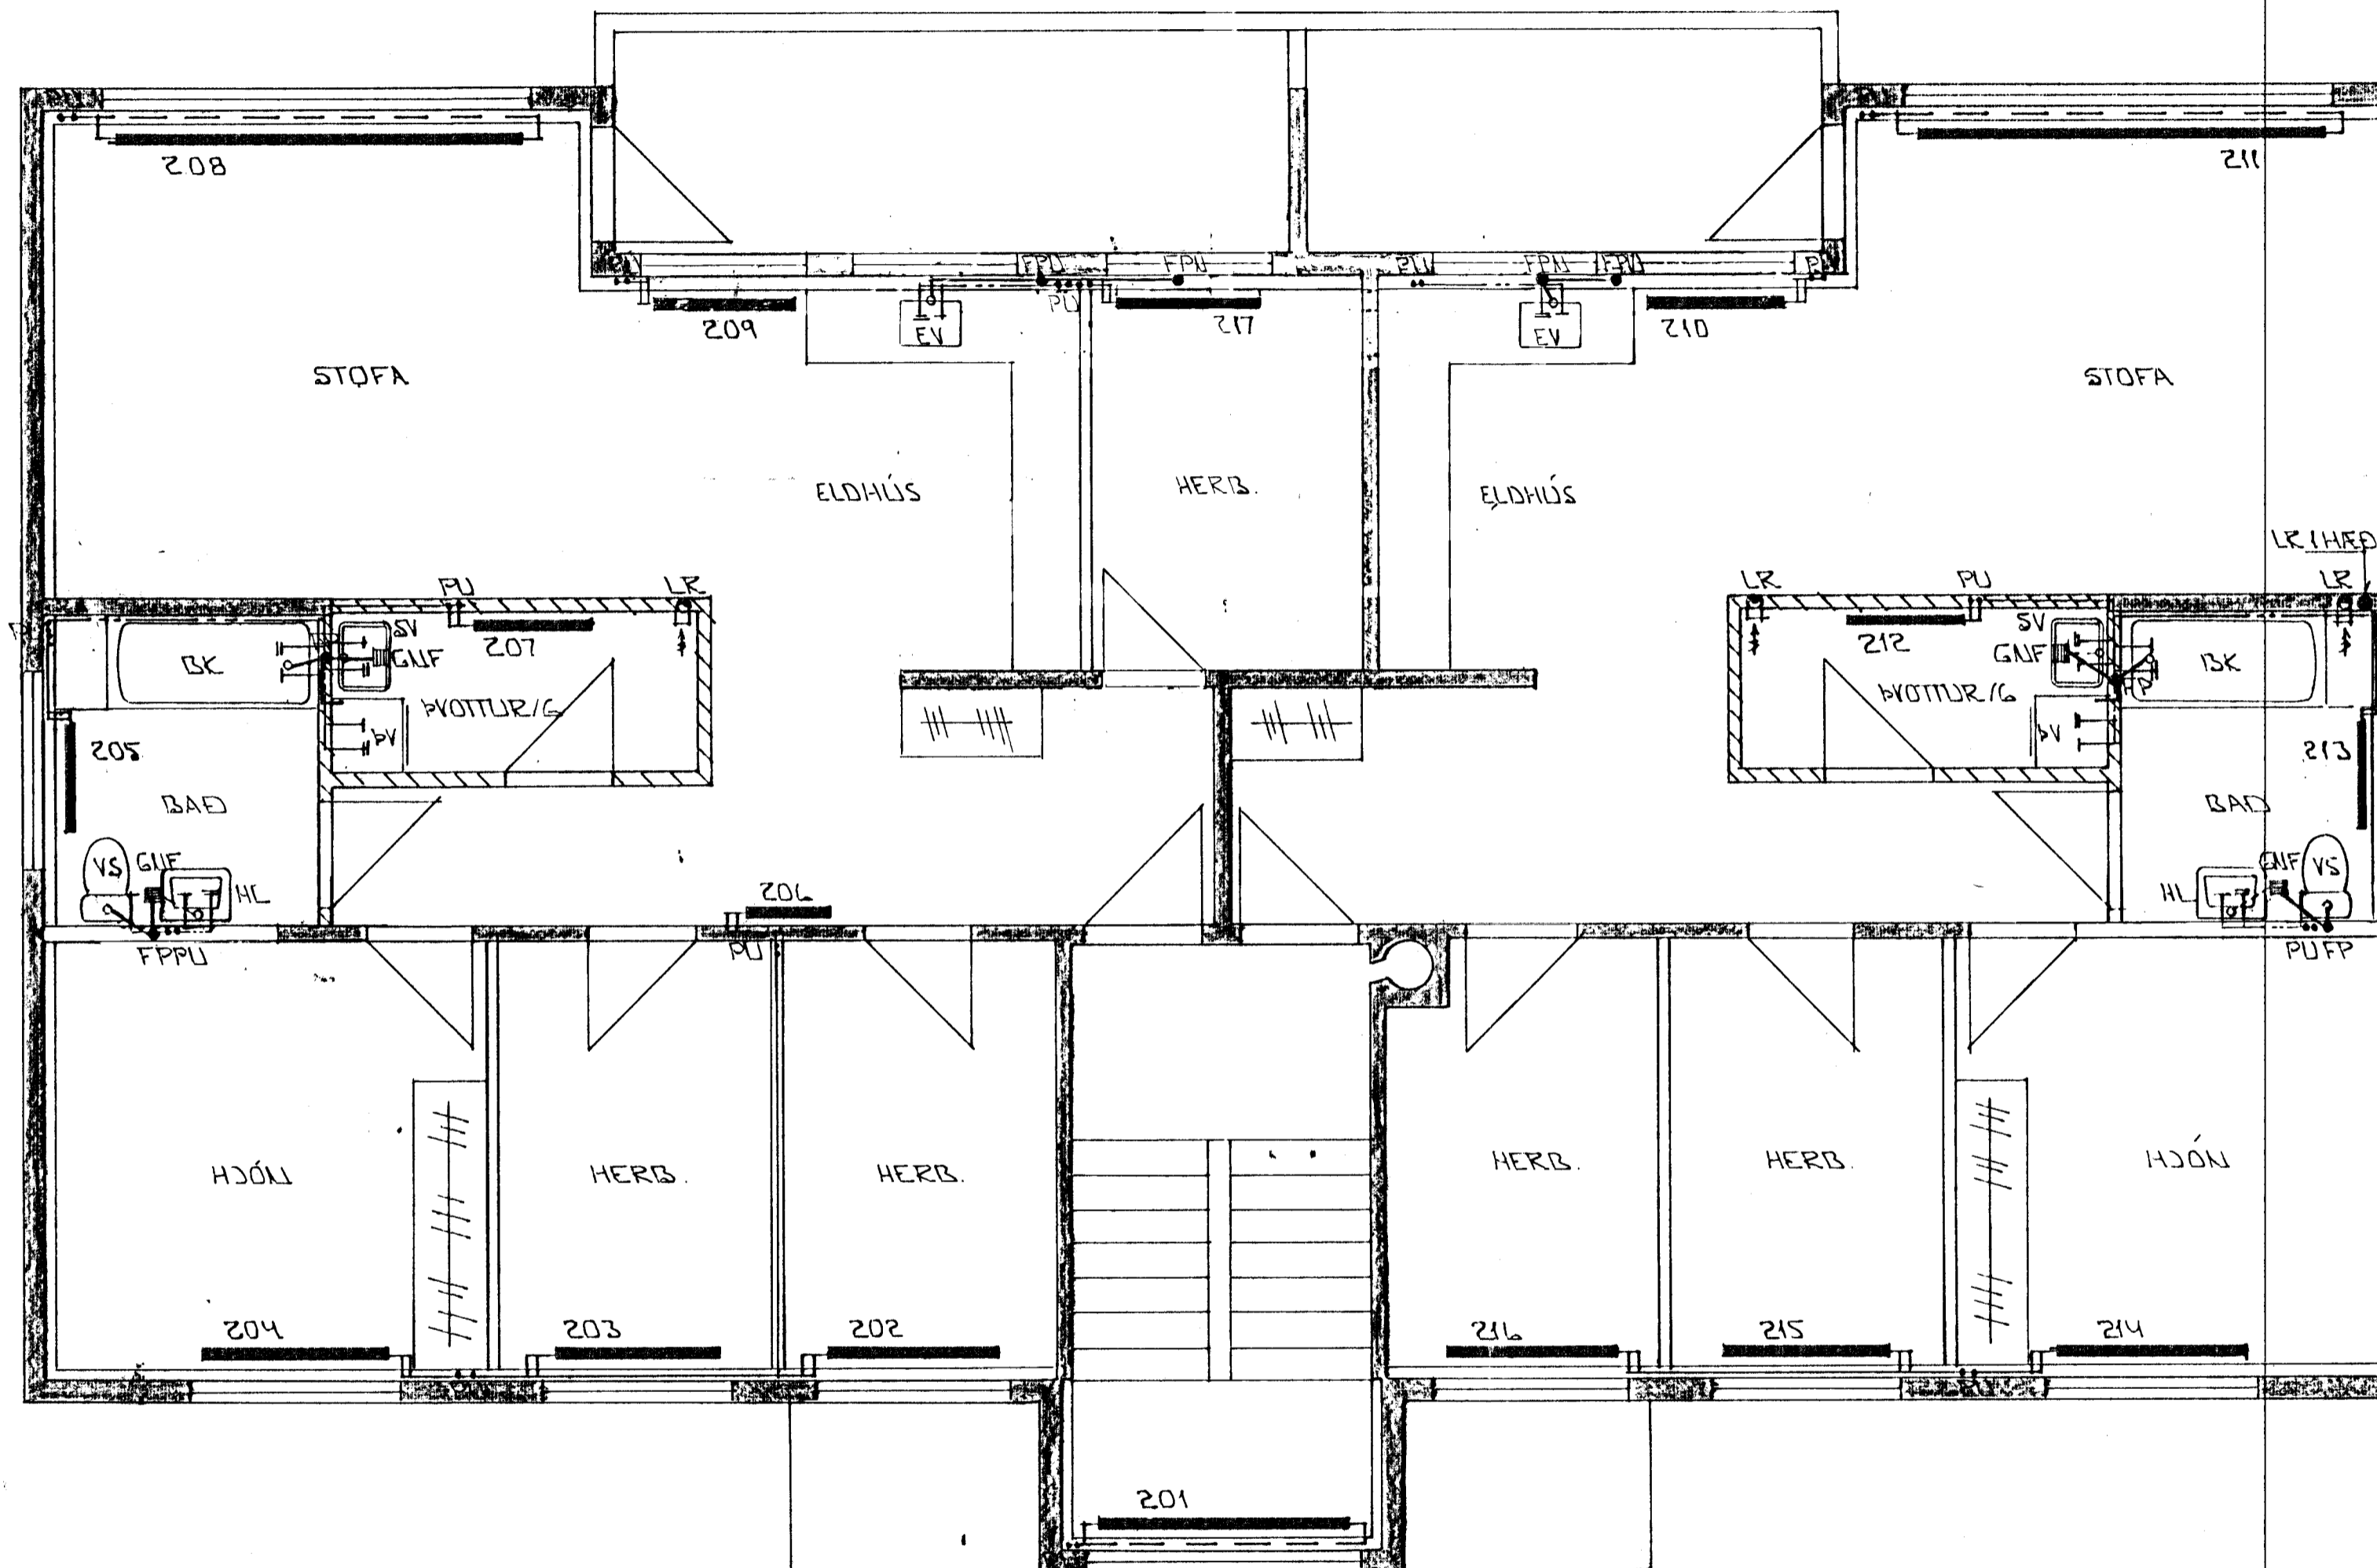 208
211
FPU
FPU
PU
FPU
FPU
P
PU
209
EV
217
EV
210
STOFA
STOFA
ELDHÚS
HERB.
ELDHÚS
LR Í HÆÐ
PU
LR
LR
PU
LR
BK
SV
GNF
207
212
SV
GNF
BK
FP
ÞVOTTUR/G
ÞVOTTUR/G
205
ÞV
ÞV
213
BAÐ
BAÐ
VS
GNF
HL
206
HL
GNF
VS
FPPU
PU
PUFP
HJÓN
HERB.
HERB.
HERB.
HERB.
HJÓN
204
203
202
216
215
214
201